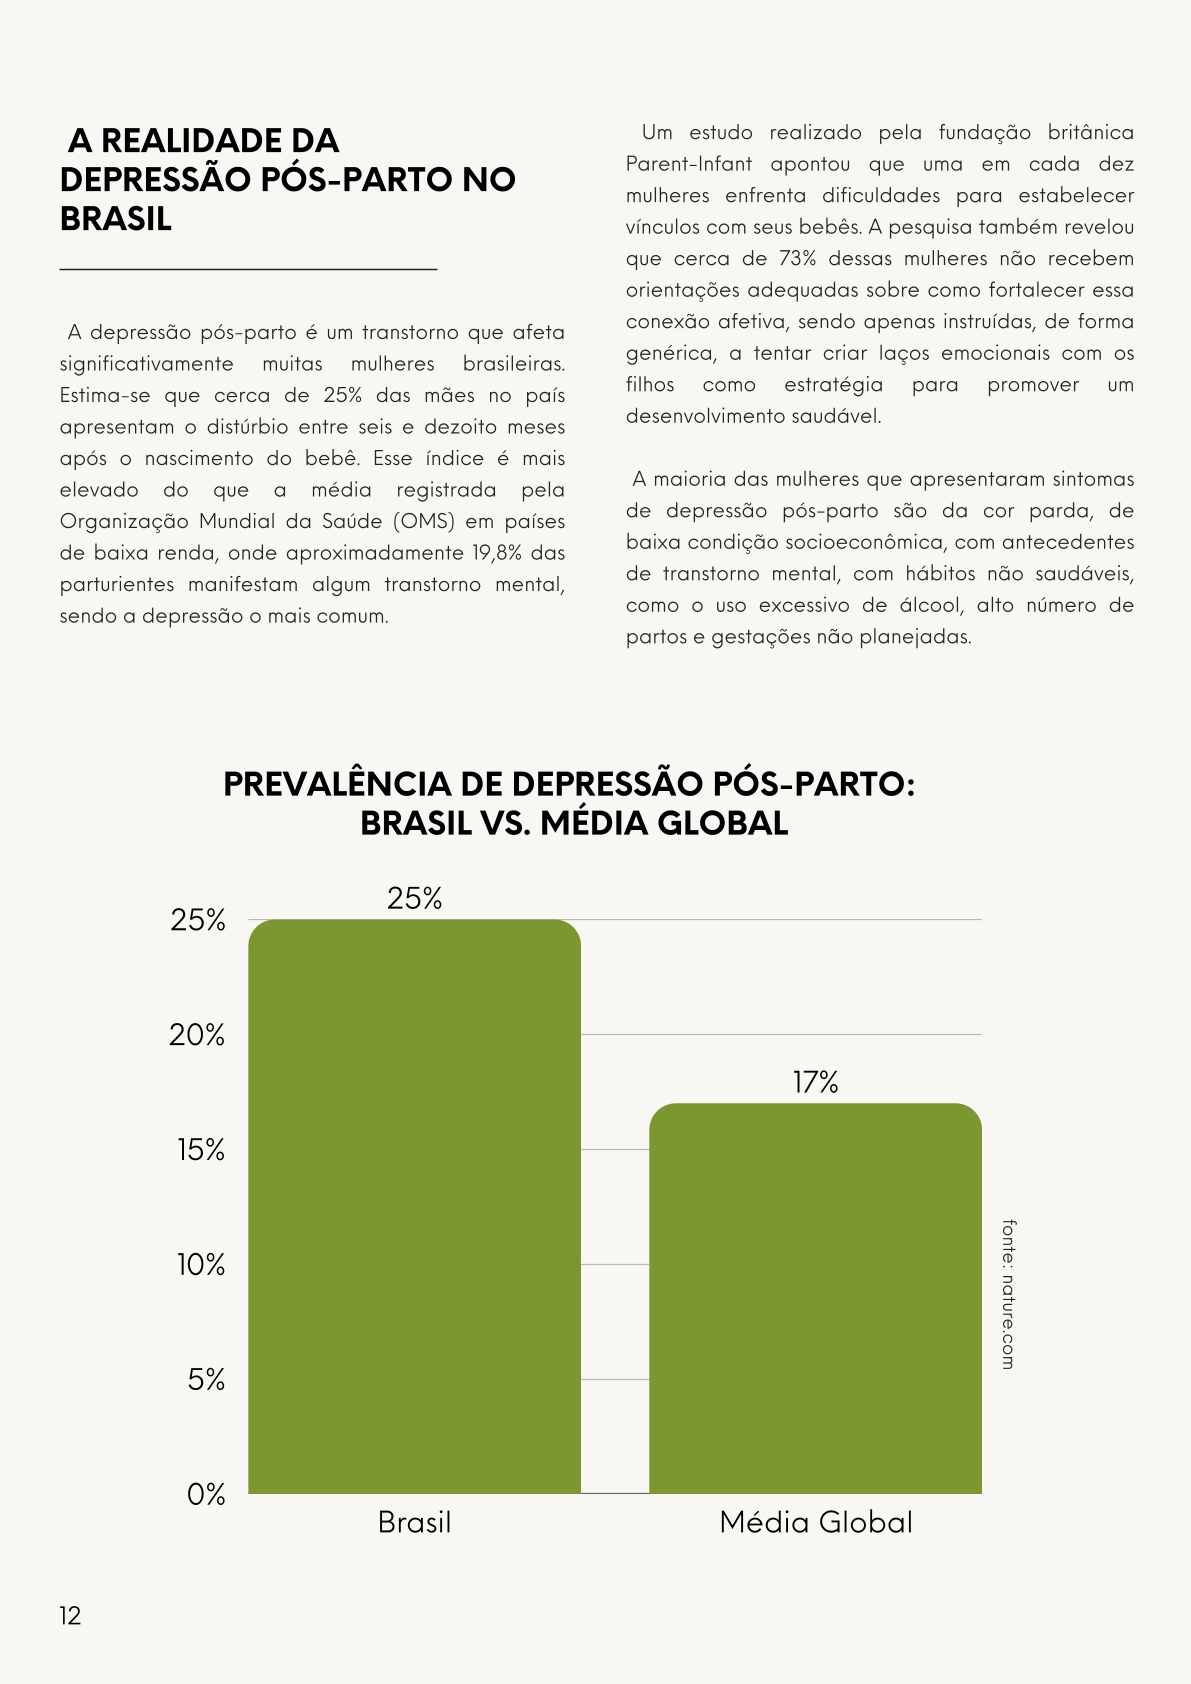 A REALIDADE DA
DEPRESSÃO PÓS-PARTO NO
BRASIL
A depressão pós-parto é um transtorno que afeta
significativamente muitas mulheres brasileiras.
Estima-se que cerca de 25% das mães no país
apresentam o distúrbio entre seis e dezoito meses
após o nascimento do bebê. Esse índice é mais
elevado do que a média registrada pela
Organização Mundial da Saúde (OMS) em países
de baixa renda, onde aproximadamente 19,8% das
parturientes manifestam algum transtorno mental,
sendo a depressão o mais comum.
Um estudo realizado pela fundação britânica
Parent-Infant apontou que uma em cada dez
mulheres enfrenta dificuldades para estabelecer
vínculos com seus bebês. A pesquisa também revelou
que cerca de 73% dessas mulheres não recebem
orientações adequadas sobre como fortalecer essa
conexão afetiva, sendo apenas instruídas, de forma
genérica, a tentar criar laços emocionais com os
filhos como estratégia para promover um
desenvolvimento saudável.
A maioria das mulheres que apresentaram sintomas
de depressão pós-parto são da cor parda, de
baixa condição socioeconômica, com antecedentes
de transtorno mental, com hábitos não saudáveis,
como o uso excessivo de álcool, alto número de
partos e gestações não planejadas.
PREVALÊNCIA DE DEPRESSÃO PÓS-PARTO:
BRASIL VS. MÉDIA GLOBAL
25%
25%
20%
17%
15%
10%
5%
0%
Brasil Média Global
fonte: nature.com
12